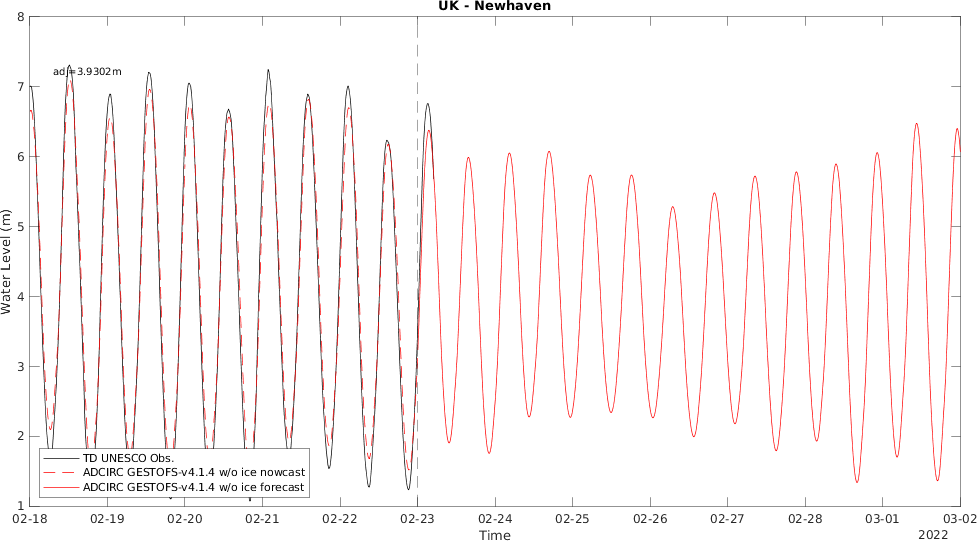 UK - Newhaven
8
7
6
5
4
3
2
1
Water Level (m)
adj=3.9302m
TD UNESCO Obs.
ADCIRC GESTOFS-v4.1.4 w/o ice nowcast
ADCIRC GESTOFS-v4.1.4 w/o ice forecast
02-18 02-19 02-20 02-21 02-22 02-23 02-24 02-25 02-26 02-27 02-28 03-01 03-02
Time
2022